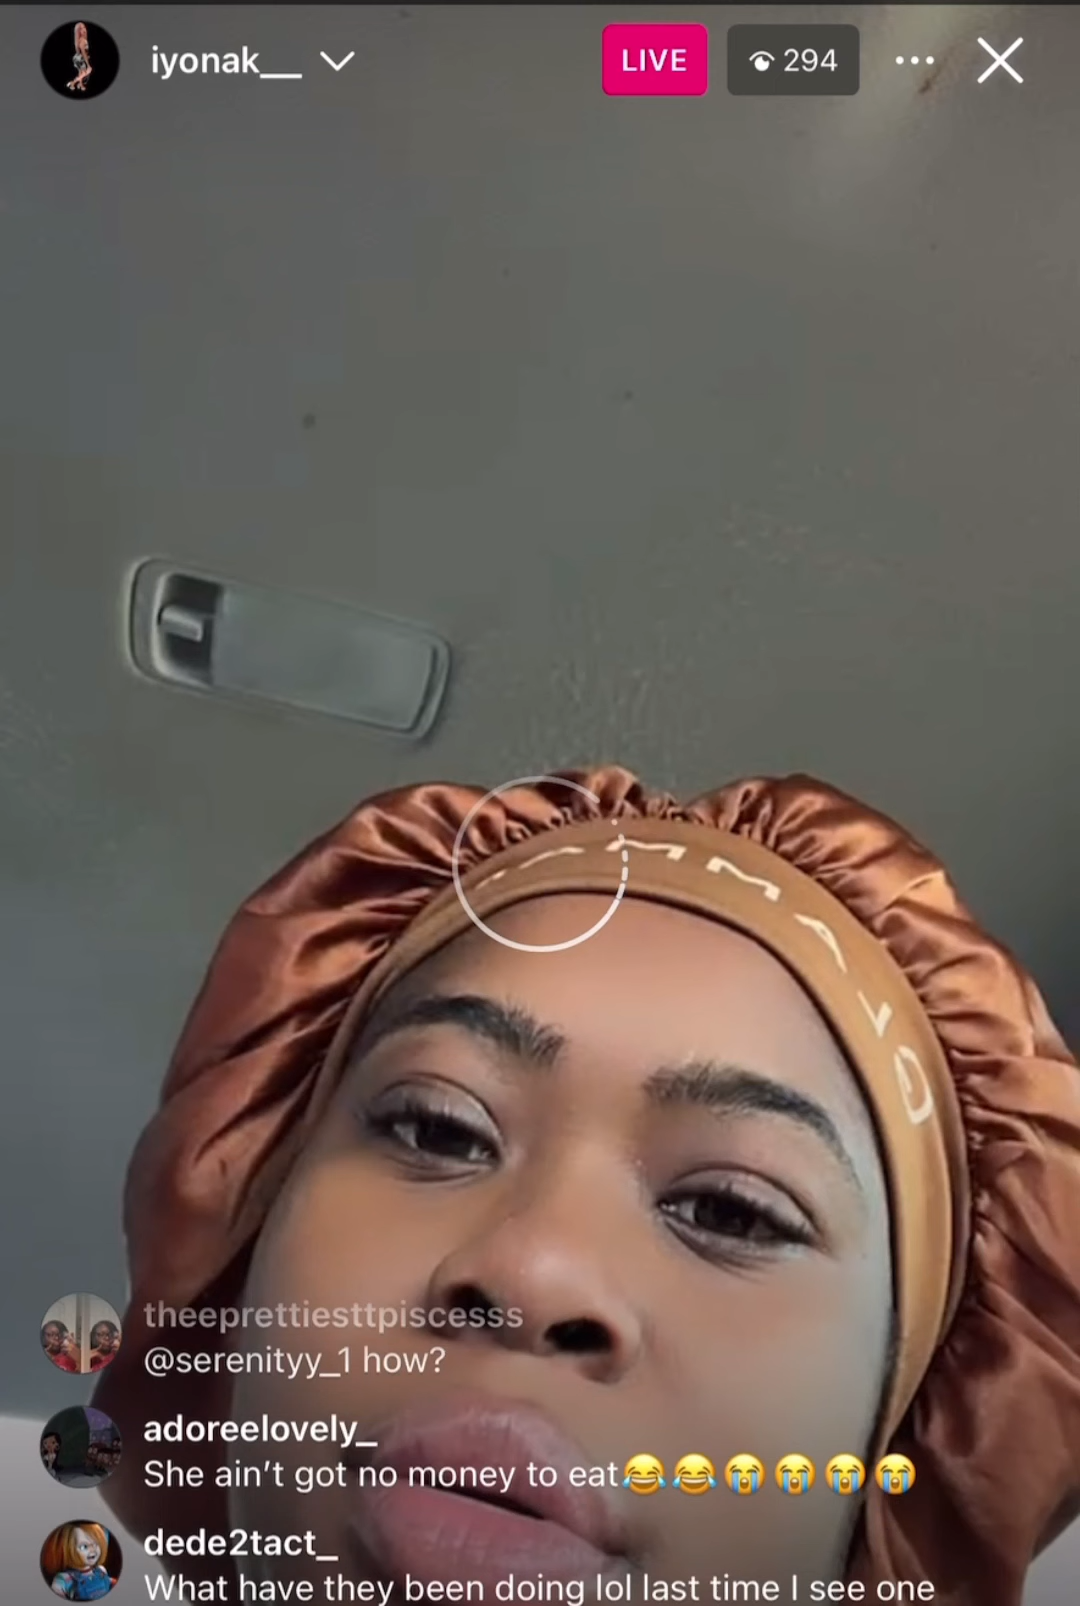 iyonak__
LIVE
294
theeprettiesttpiscesss
@serenityy_1 how?
adoreelovely_
She ain't got no money to eat😂😂😭😭😭😭
dede2tact_
What have they been doing lol last time I see one